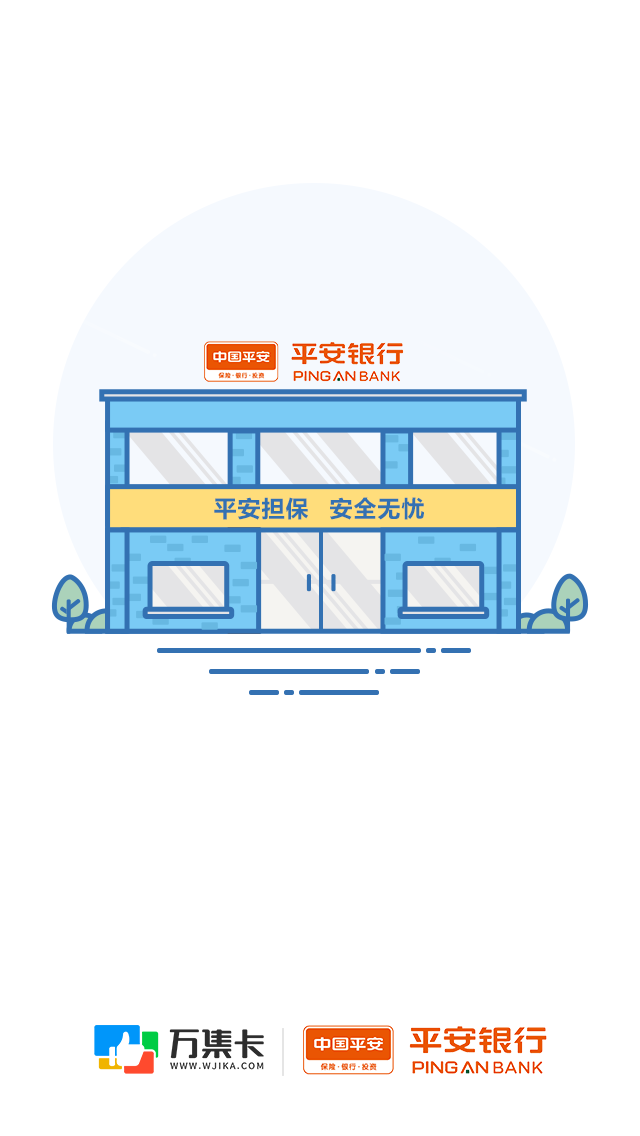 中国平安
保险·银行·投资
平安银行
PING AN BANK
平安担保 安全无忧
万集卡
WWW.WJIKA.COM
中国平安
保险·银行·投资
平安银行
PING AN BANK